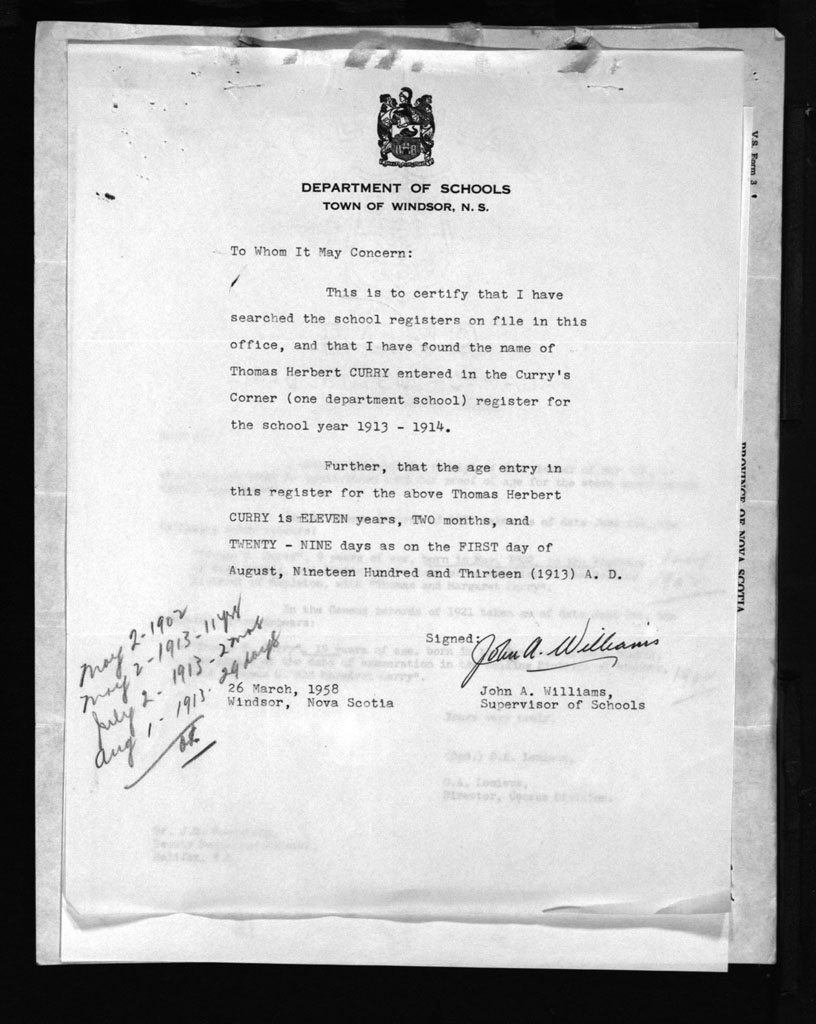 DEPARTMENT OF SCHOOLS
TOWN OF WINDSOR, N. S.
V.S. Form 3
To Whom It May Concern:
This is to certify that I have
searched the school registers on file in this
office, and that I have found the name of
Thomas Herbert CURRY entered in the Curry's
Corner (one department school) register for
the school year 1913 - 1914.
Further, that the age entry in
this register for the above Thomas Herbert
CURRY is ELEVEN years, TWO months, and
TWENTY - NINE days as on the FIRST day of
August, Nineteen Hundred and Thirteen (1913) A. D.
PROVINCE OF NOVA SCOTIA
May 2-1902
May 2-1913-11 yrs
July 2-1913-2 mos
Aug 1-1913-29 days
OK
Signed: John A. Williams
26 March, 1958
Windsor, Nova Scotia
John A. Williams,
Supervisor of Schools